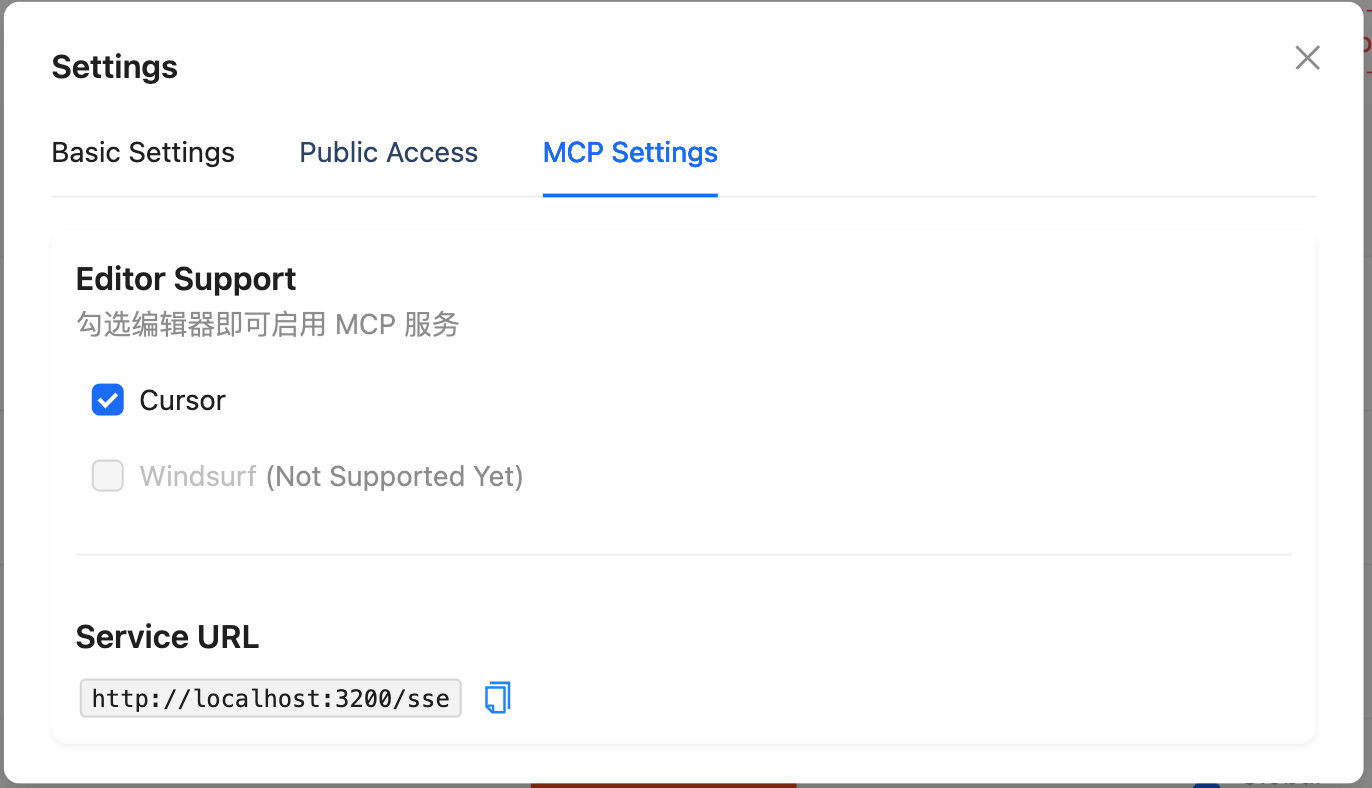 Settings
Basic Settings Public Access MCP Settings
Editor Support
勾选编辑器即可启用 MCP 服务
Cursor
Windsurf (Not Supported Yet)
Service URL
http://localhost:3200/sse